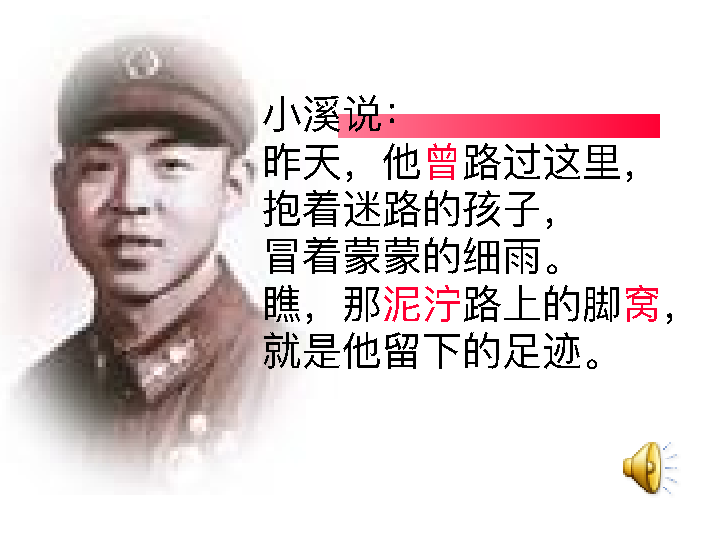 小溪说：
昨天，他曾路过这里，
抱着迷路的孩子，
冒着蒙蒙的细雨。
瞧，那泥泞路上的脚窝，
就是他留下的足迹。